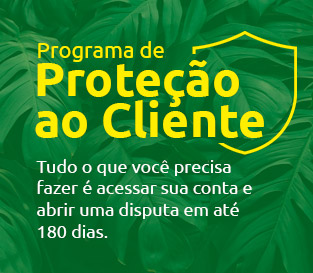 Programa de
Proteção
ao Cliente
Tudo o que você precisa
fazer é acessar sua conta e
abrir uma disputa em até
180 dias.